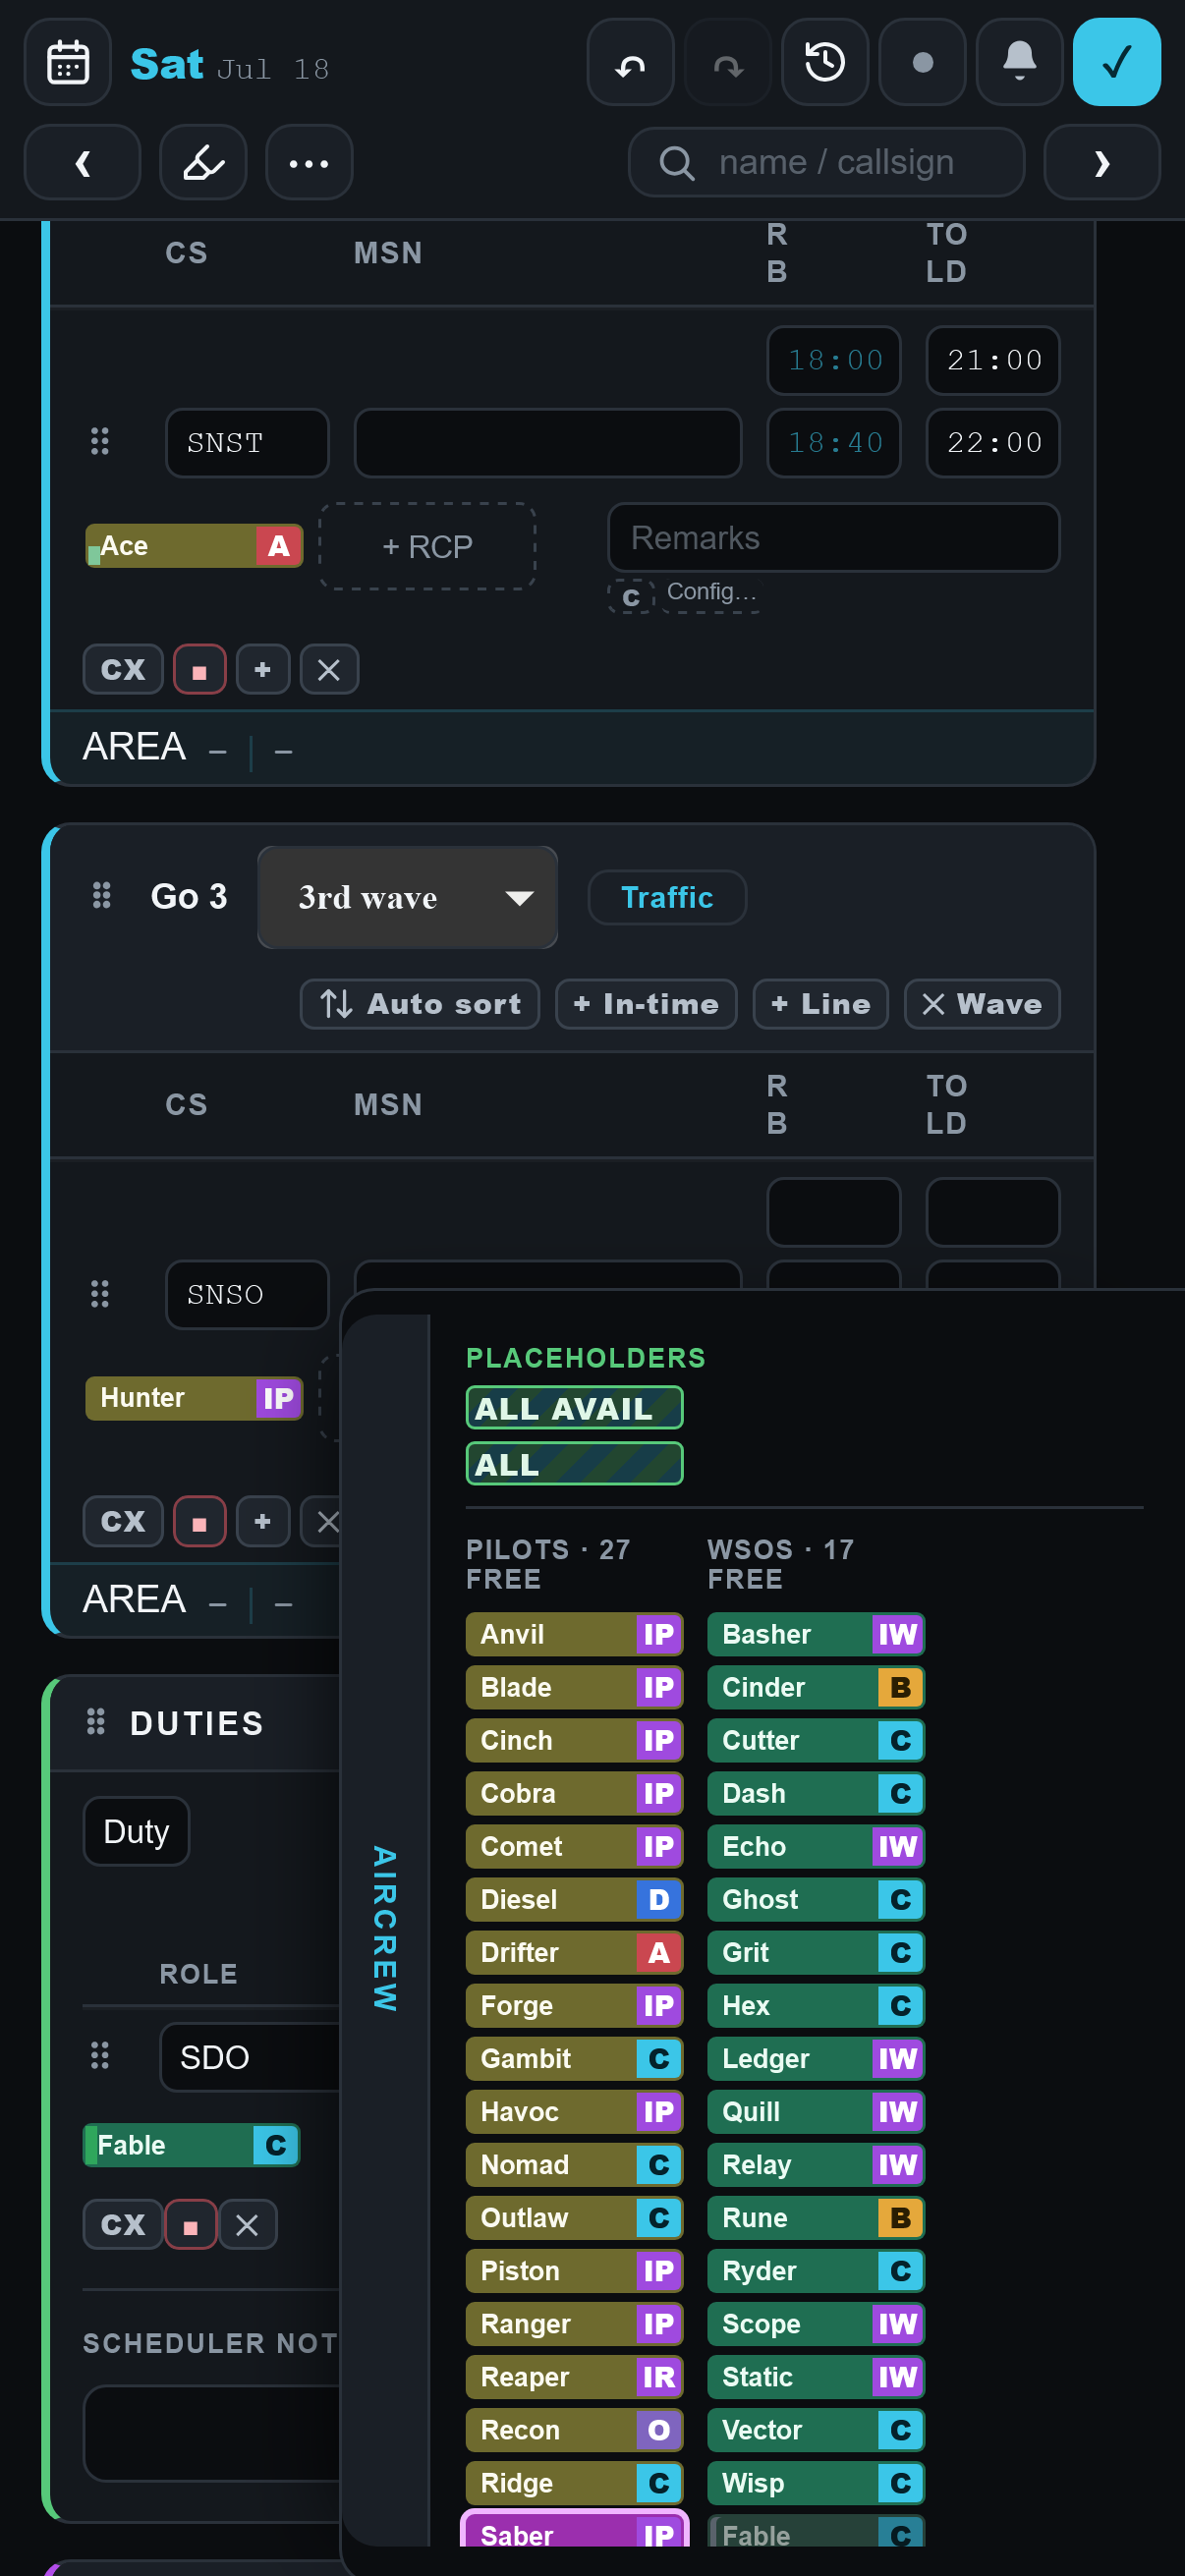 Sat Jul 18
name / callsign
CS MSN R B TO LD
18:00 21:00
SNST 18:40 22:00
Ace A + RCP Remarks
C Config…
CX + ×
AREA – | –
Go 3 3rd wave Traffic
Auto sort + In-time + Line × Wave
CS MSN R B TO LD
SNSO
Hunter IP
CX + ×
AREA – | –
DUTIES
Duty
ROLE
SDO
Fable C
CX ×
SCHEDULER NOT
AIRCREW
PLACEHOLDERS
ALL AVAIL
ALL
PILOTS · 27 FREE WSOS · 17 FREE
Anvil IP Basher IW
Blade IP Cinder B
Cinch IP Cutter C
Cobra IP Dash C
Comet IP Echo IW
Diesel D Ghost C
Drifter A Grit C
Forge IP Hex C
Gambit C Ledger IW
Havoc IP Quill IW
Nomad C Relay IW
Outlaw C Rune B
Piston IP Ryder C
Ranger IP Scope IW
Reaper IR Static IW
Recon O Vector C
Ridge C Wisp C
Saber IP Fable C